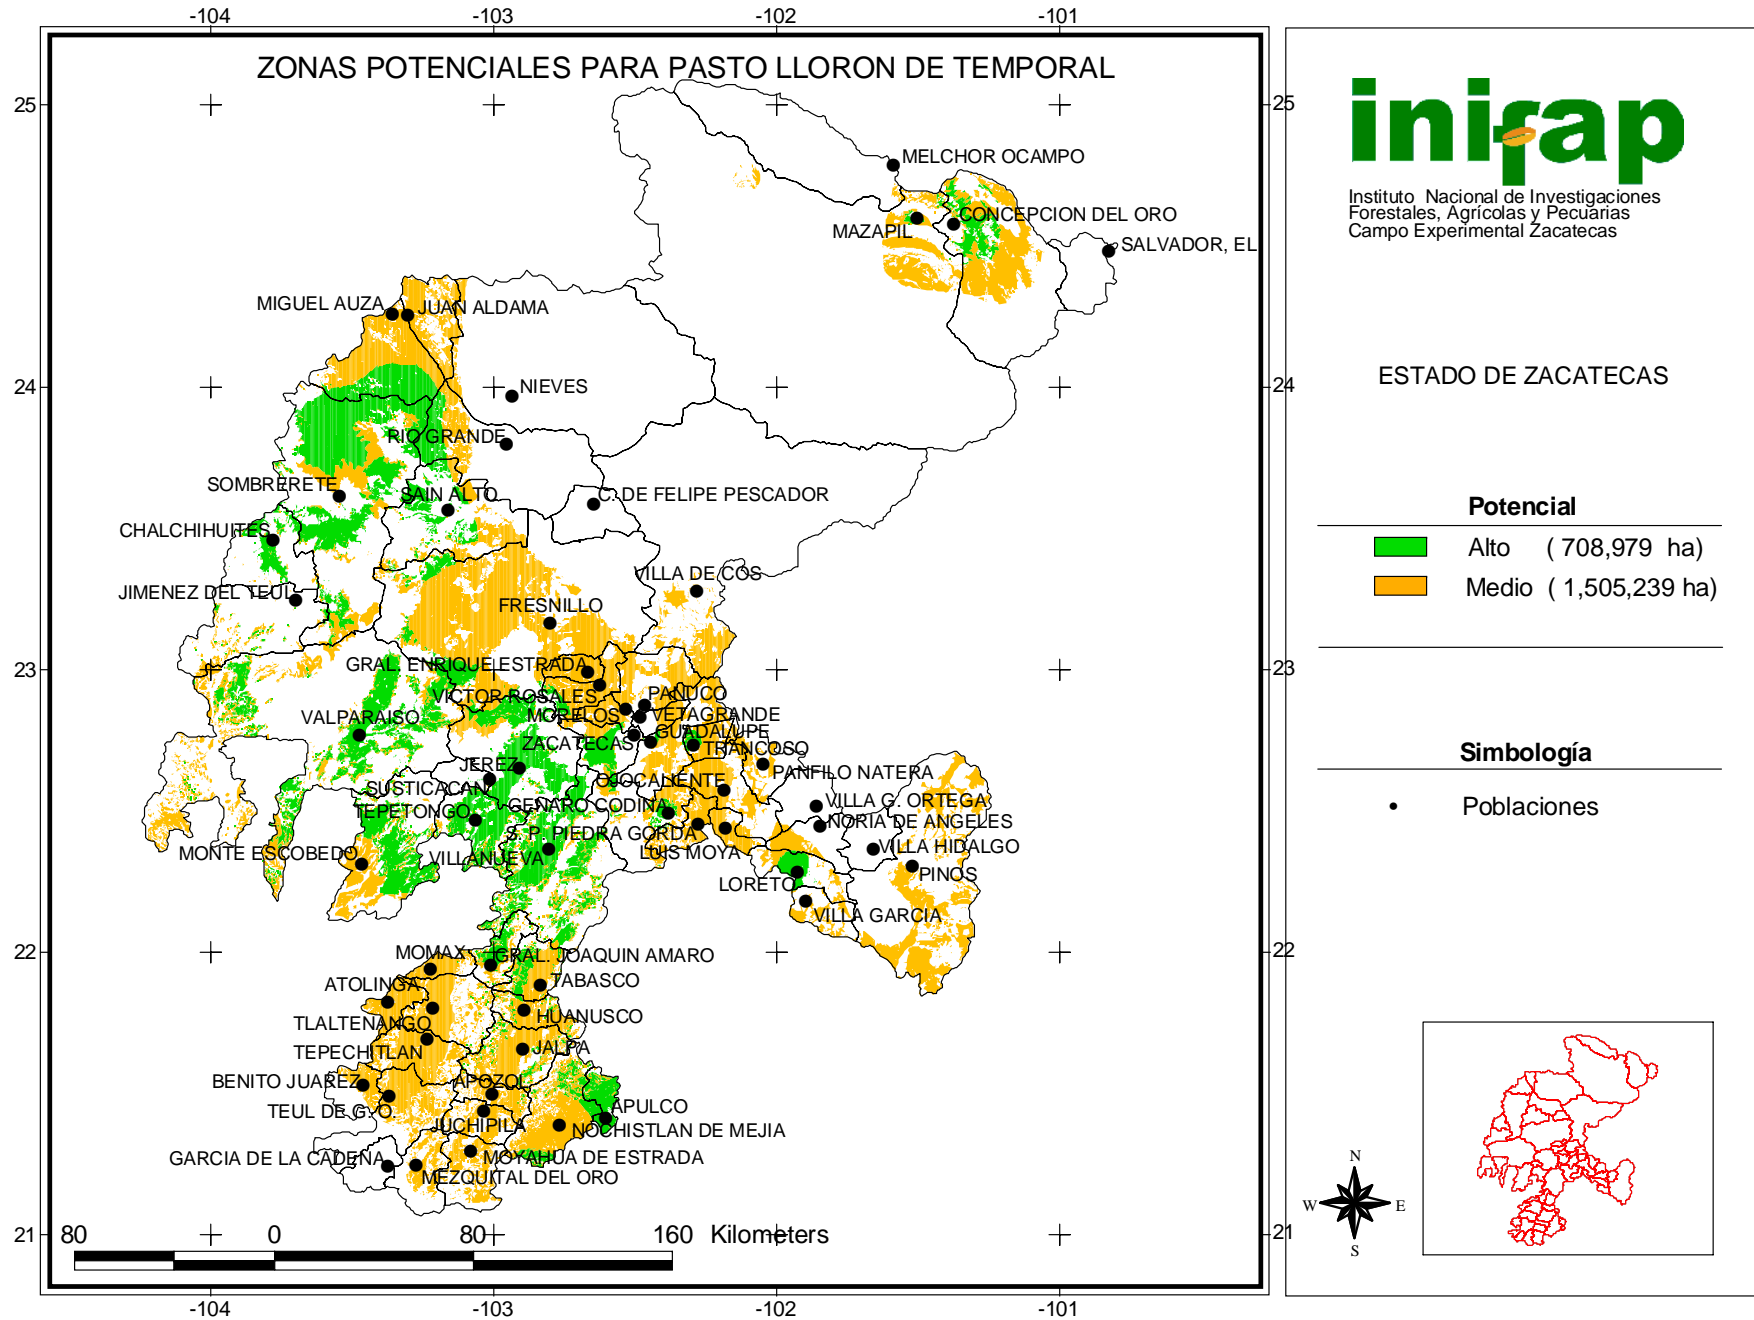 -104 -103 -102 -101
ZONAS POTENCIALES PARA PASTO LLORON DE TEMPORAL
25 25
MELCHOR OCAMPO
CONCEPCION DEL ORO
MAZAPIL
SALVADOR, EL
MIGUEL AUZA
JUAN ALDAMA
24 24
NIEVES
RIO GRANDE
SOMBRERETE
SAIN ALTO
C. DE FELIPE PESCADOR
CHALCHIHUITES
VILLA DE COS
JIMENEZ DEL TEUL
FRESNILLO
23 23
GRAL. ENRIQUE ESTRADA
VICTOR ROSALES
PANUCO
MORELOS
VETAGRANDE
VALPARAISO
GUADALUPE
ZACATECAS
TRANCOSO
JEREZ
PANFILO NATERA
SUSTICACAN
OJOCALIENTE
TEPETONGO
GENARO CODINA
VILLA G. ORTEGA
NORIA DE ANGELES
S. P. PIEDRA GORDA
VILLA HIDALGO
MONTE ESCOBEDO
VILLANUEVA
LUIS MOYA
PINOS
LORETO
VILLA GARCIA
22 22
MOMAX
GRAL. JOAQUIN AMARO
ATOLINGA
TABASCO
TLALTENANGO
HUANUSCO
TEPECHITLAN
JALPA
BENITO JUAREZ
APOZOL
TEUL DE G. O.
APULCO
JUCHIPILA
NOCHISTLAN DE MEJIA
GARCIA DE LA CADENA
MOYAHUA DE ESTRADA
MEZQUITAL DEL ORO
21 21
80 0 80 160 Kilometers
-104 -103 -102 -101
inifap
Instituto Nacional de Investigaciones
Forestales, Agrícolas y Pecuarias
Campo Experimental Zacatecas
ESTADO DE ZACATECAS
Potencial
Alto ( 708,979 ha)
Medio ( 1,505,239 ha)
Simbología
Poblaciones
N
W E
S